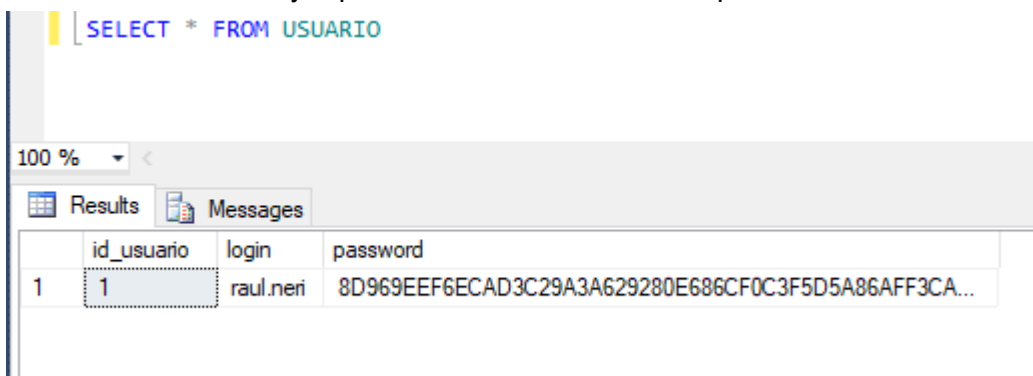 SELECT * FROM USUARIO
100 %
Results Messages
id_usuario login password
1 1 raul.neri 8D969EEF6ECAD3C29A3A629280E686CF0C3F5D5A86AFF3CA...